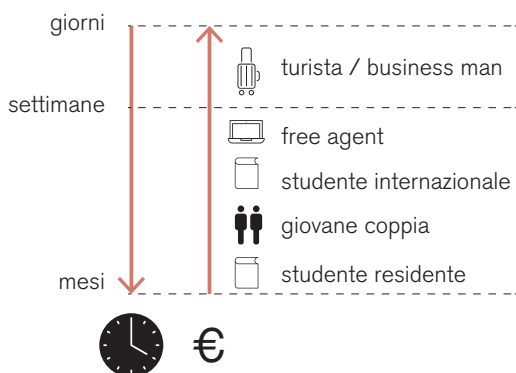 giorni
turista / business man
settimane
free agent
studente internazionale
giovane coppia
mesi
studente residente
€